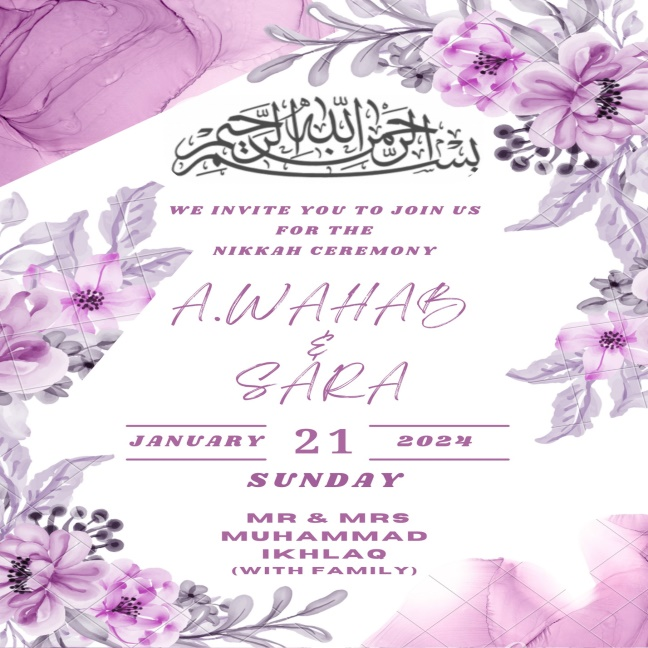 بسم الله الرحمن الرحيم
WE INVITE YOU TO JOIN US
FOR THE
NIKKAH CEREMONY
A.WAHAB
&
SARA
JANUARY 21 2024
SUNDAY
MR & MRS
MUHAMMAD
IKHLAQ
(WITH FAMILY)